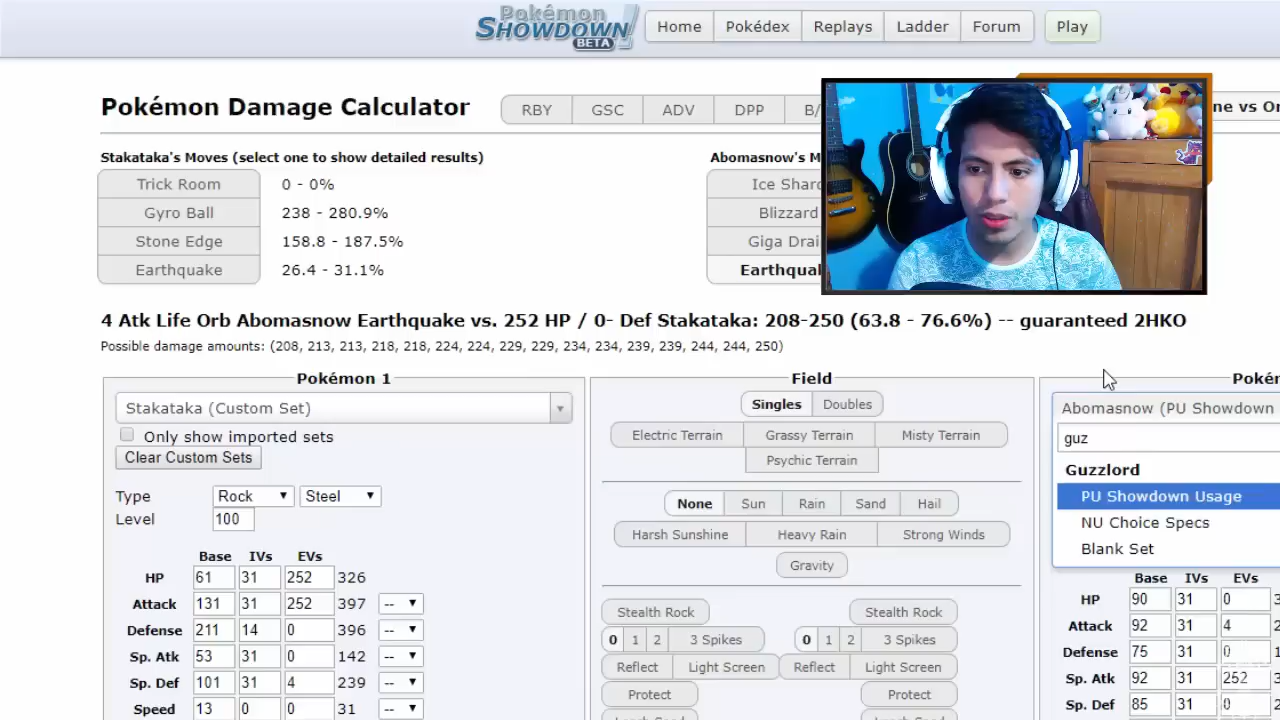 Pokémon
SHOWDOWN
BETA
Home Pokédex Replays Ladder Forum Play
Pokémon Damage Calculator
RBY GSC ADV DPP B/
ne vs On
Stakataka's Moves (select one to show detailed results)
Trick Room 0 - 0%
Gyro Ball 238 - 280.9%
Stone Edge 158.8 - 187.5%
Earthquake 26.4 - 31.1%
Abomasnow's M
Ice Shar
Blizzard
Giga Drai
Earthqua
4 Atk Life Orb Abomasnow Earthquake vs. 252 HP / 0- Def Stakataka: 208-250 (63.8 - 76.6%) -- guaranteed 2HKO
Possible damage amounts: (208, 213, 213, 218, 218, 224, 224, 229, 229, 234, 234, 239, 239, 244, 244, 250)
Pokémon 1
Stakataka (Custom Set)
Only show imported sets
Clear Custom Sets
Type Rock Steel
Level 100
Base IVs EVs
HP 61 31 252 326
Attack 131 31 252 397 --
Defense 211 14 0 396 --
Sp. Atk 53 31 0 142 --
Sp. Def 101 31 4 239 --
Speed 13 0 0 31 --
Field
Singles Doubles
Electric Terrain Grassy Terrain Misty Terrain
Psychic Terrain
None Sun Rain Sand Hail
Harsh Sunshine Heavy Rain Strong Winds
Gravity
Stealth Rock Stealth Rock
0 1 2 3 Spikes 0 1 2 3 Spikes
Reflect Light Screen Reflect Light Screen
Protect Protect
Pokér
Abomasnow (PU Showdown
guz
Guzzlord
PU Showdown Usage
NU Choice Specs
Blank Set
Base IVs EVs
HP 90 31 0 3
Attack 92 31 4 2
Defense 75 31 0 1
Sp. Atk 92 31 252 3
Sp. Def 85 31 0